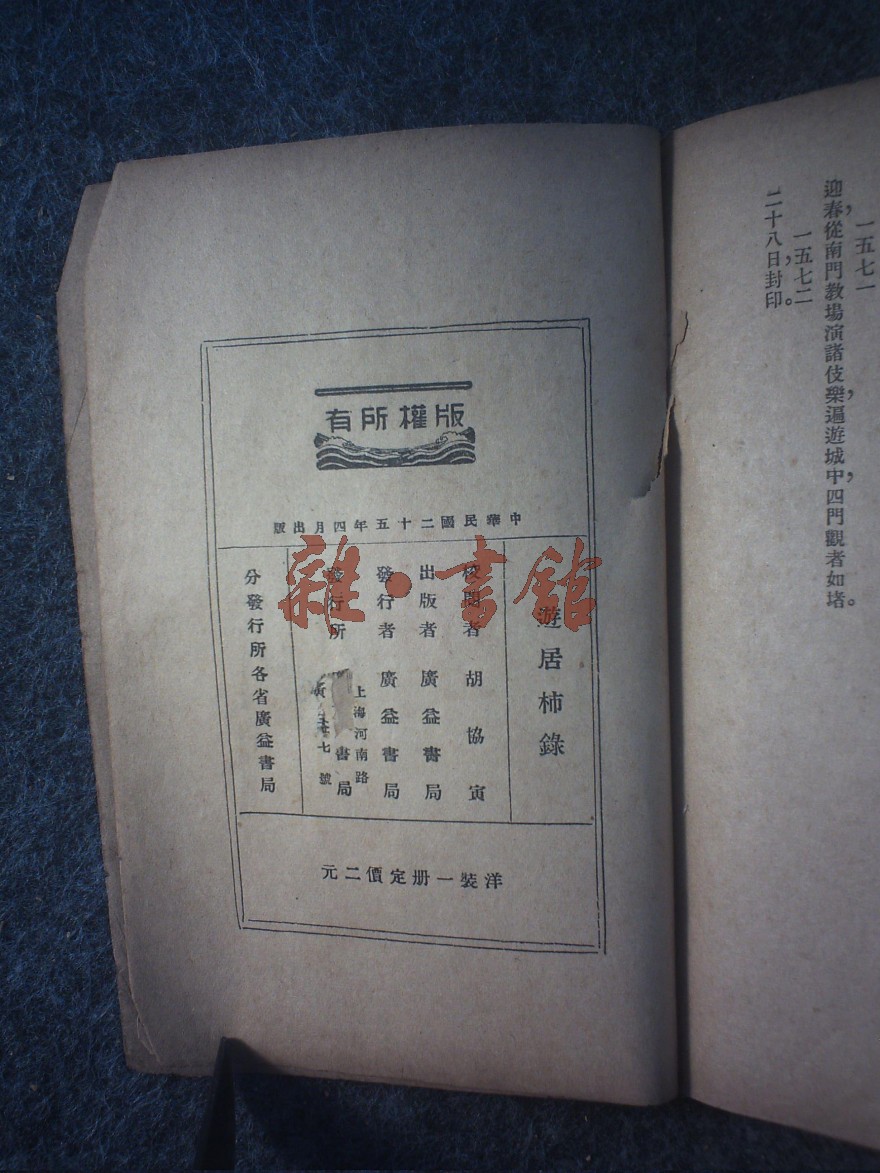 一五七一
迎春，從南門教場演諸伎樂，遍遊城中，四門觀者如堵。
一五七二
二十八日，封印。
版權所有
中華民國二十五年四月出版
遊居柿錄
校閱者 胡協寅
出版者 廣益書局
發行者 廣益書局
發行所 書局
上海河南路
七號
分發行所各省廣益書局
洋裝一册定價二元
雜·書館